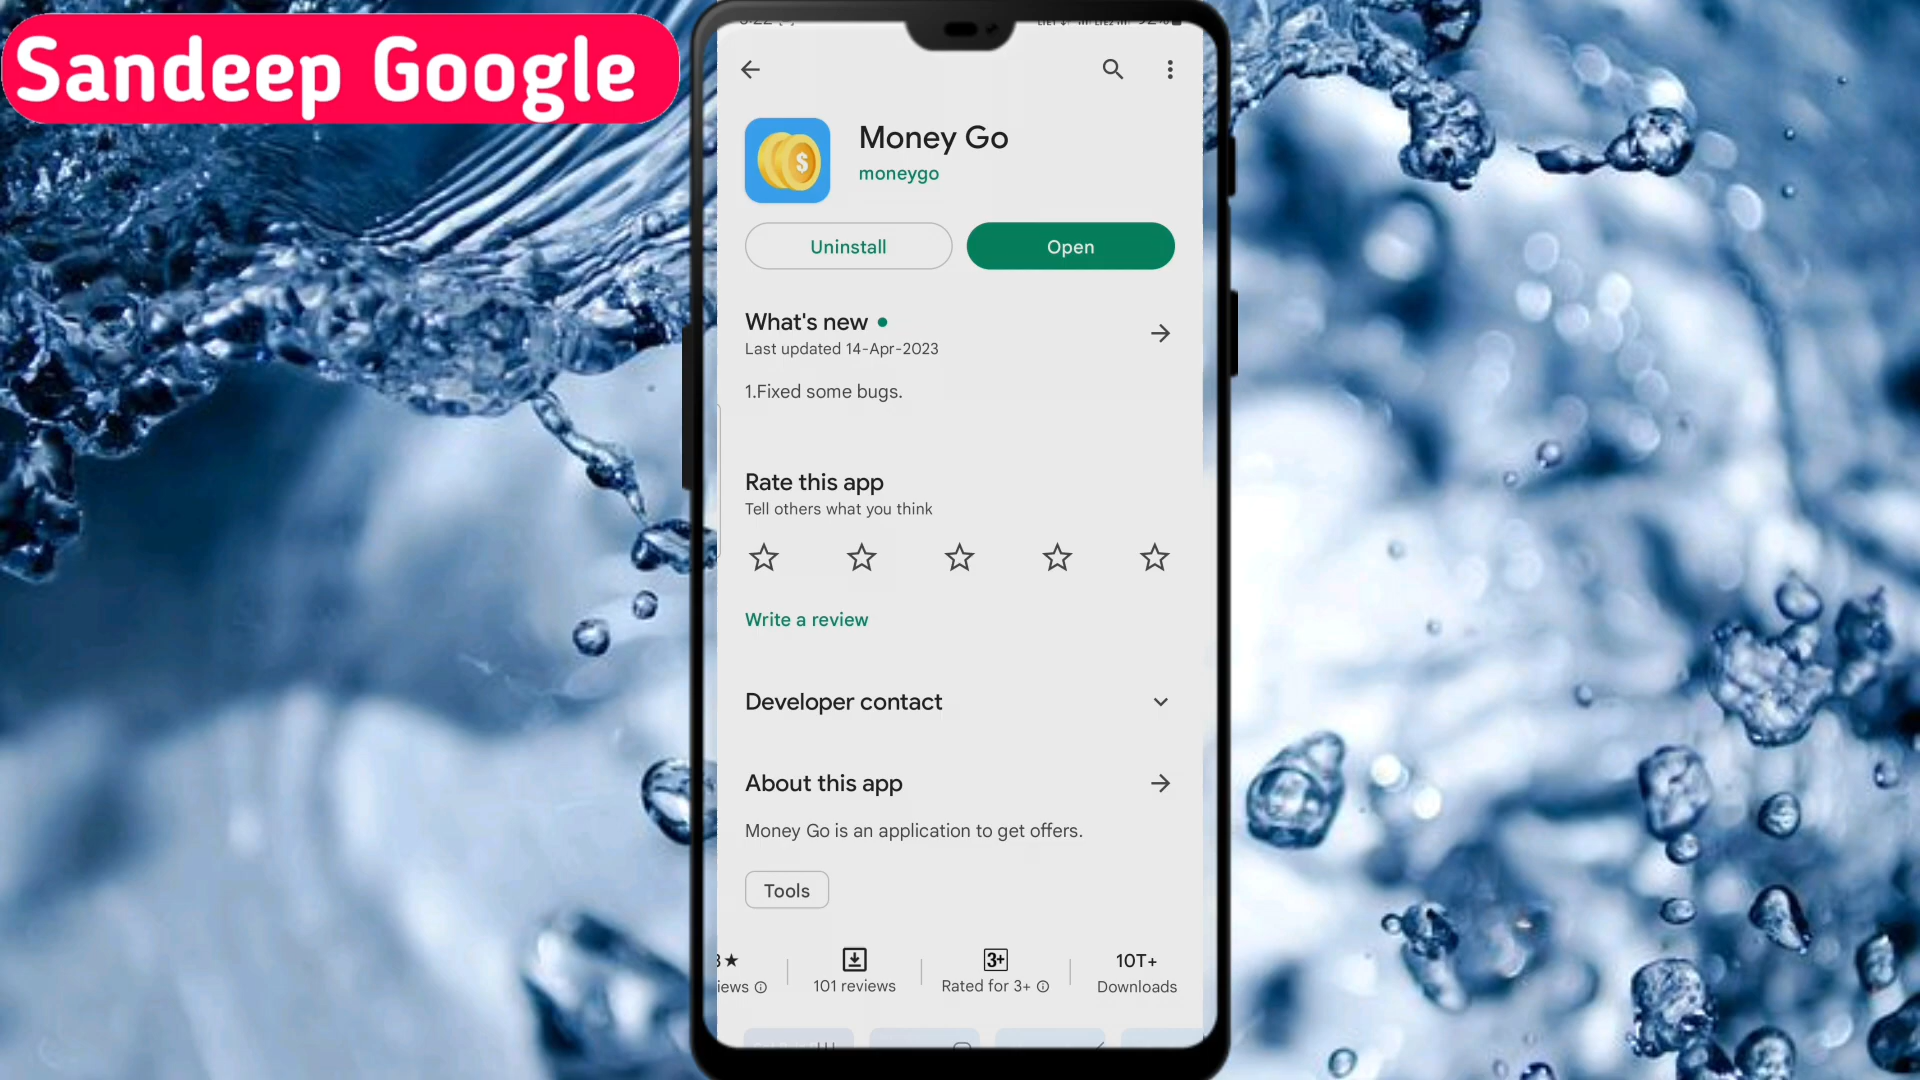 Sandeep Google
Money Go
moneygo
Uninstall
Open
What's new
Last updated 14-Apr-2023
1.Fixed some bugs.
Rate this app
Tell others what you think
Write a review
Developer contact
About this app
Money Go is an application to get offers.
Tools
3+
10T+
101 reviews
Rated for 3+
Downloads